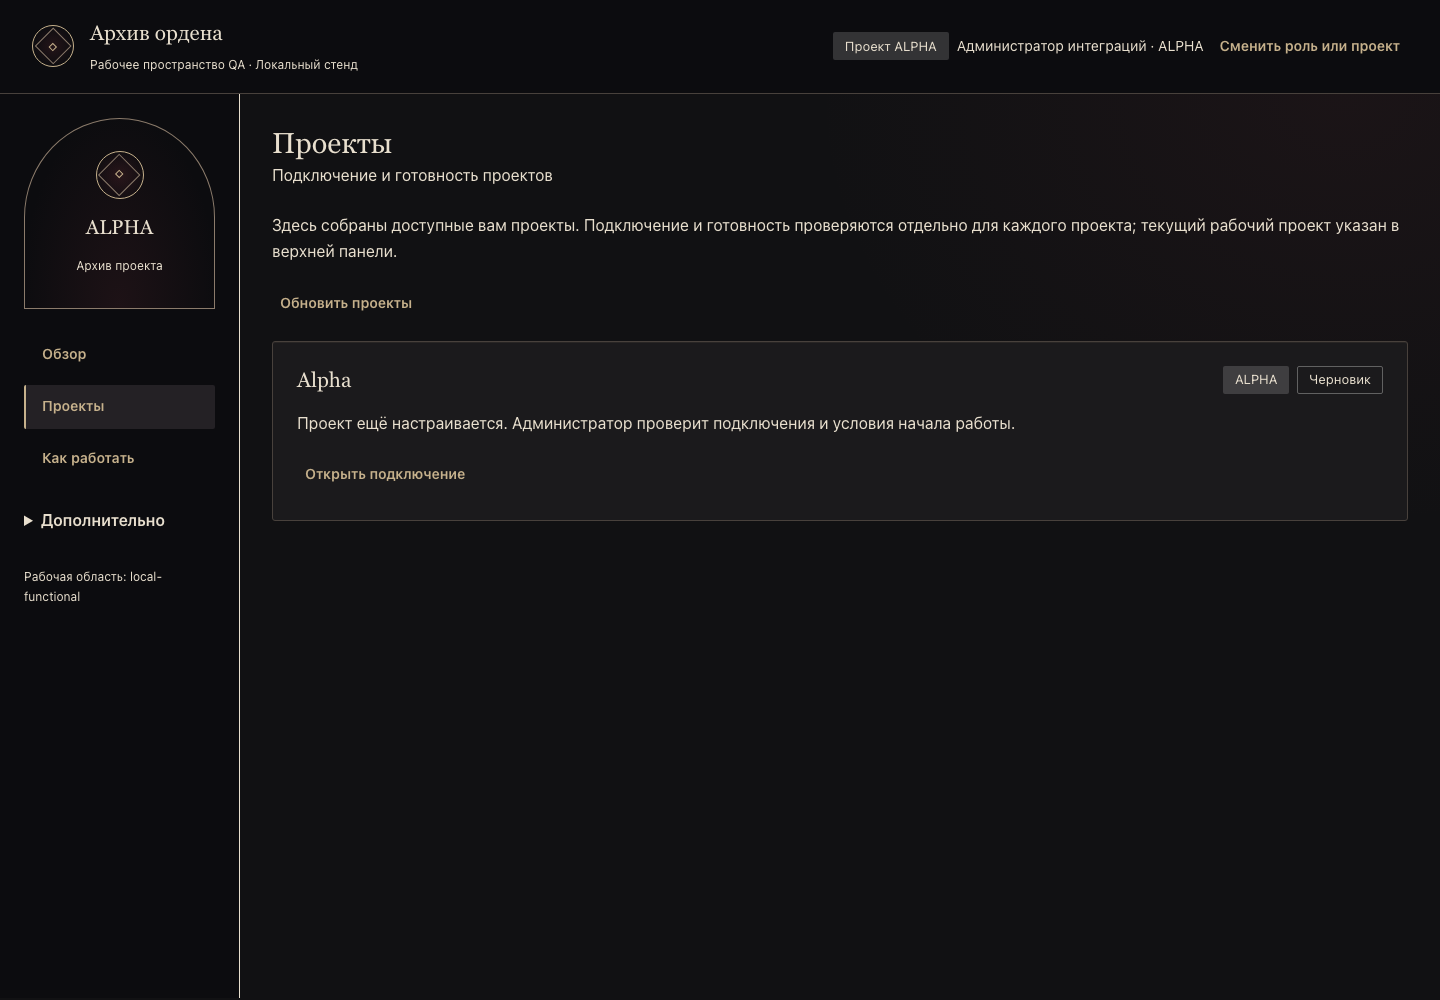 Архив ордена
Рабочее пространство QA · Локальный стенд
Проект ALPHA
Администратор интеграций · ALPHA
Сменить роль или проект
ALPHA
Архив проекта
Обзор
Проекты
Как работать
Дополнительно
Рабочая область: local-
functional
Проекты
Подключение и готовность проектов
Здесь собраны доступные вам проекты. Подключение и готовность проверяются отдельно для каждого проекта; текущий рабочий проект указан в
верхней панели.
Обновить проекты
Alpha
ALPHA
Черновик
Проект ещё настраивается. Администратор проверит подключения и условия начала работы.
Открыть подключение